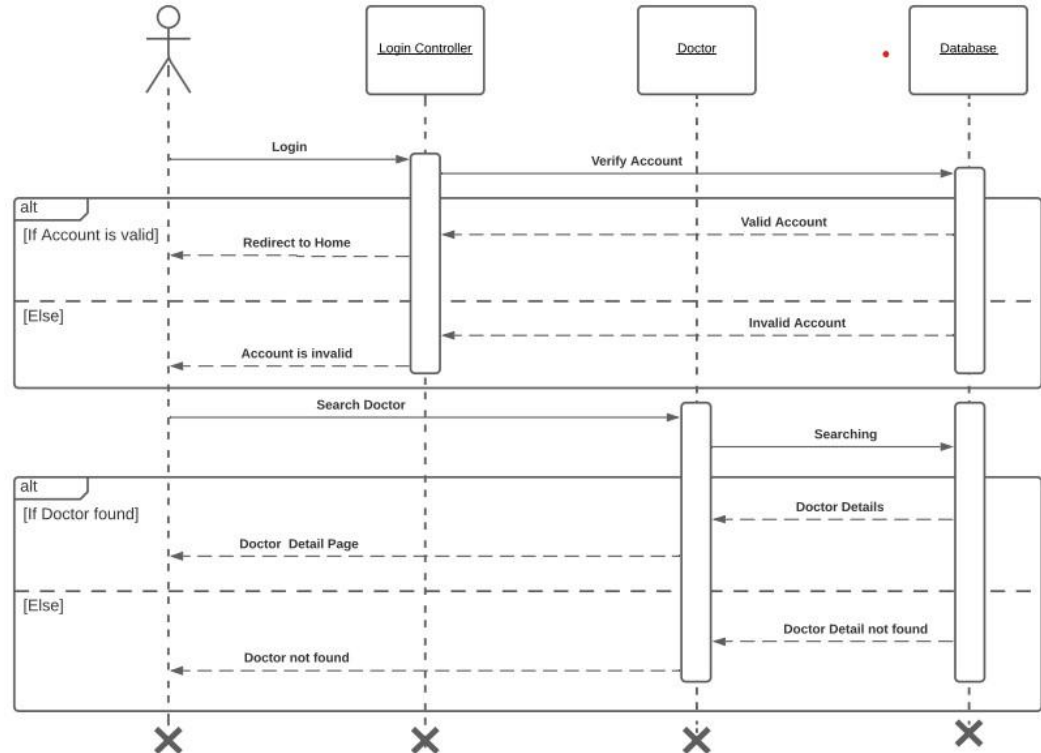 Login Controller
Doctor
Database
Login
Verify Account
alt
[If Account is valid]
Valid Account
Redirect to Home
[Else]
Invalid Account
Account is invalid
Search Doctor
Searching
alt
[If Doctor found]
Doctor Details
Doctor Detail Page
[Else]
Doctor Detail not found
Doctor not found